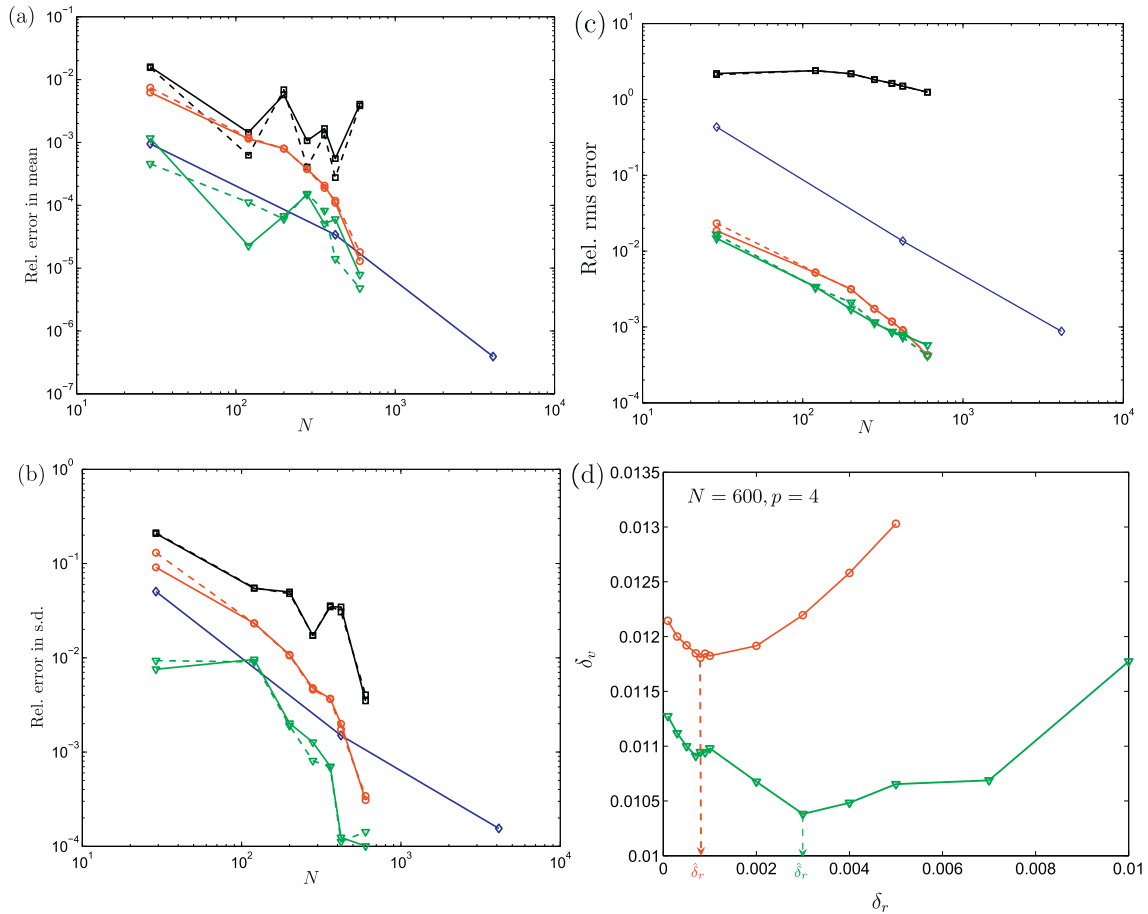 (a)
10^{-1}
10^{-2}
10^{-3}
10^{-4}
10^{-5}
10^{-6}
10^{-7}
Rel. error in mean
10^{1}
10^{2}
10^{3}
10^{4}
N
(c)
10^{1}
10^{0}
10^{-1}
10^{-2}
10^{-3}
10^{-4}
Rel. rms error
10^{1}
10^{2}
10^{3}
10^{4}
N
(b)
10^{0}
10^{-1}
10^{-2}
10^{-3}
10^{-4}
Rel. error in s.d.
10^{1}
10^{2}
10^{3}
10^{4}
N
(d)
N = 600, p = 4
0.0135
0.013
0.0125
0.012
0.0115
0.011
0.0105
0.01
δ_v
0
δ̂_r
0.002
δ̂_r
0.004
0.006
0.008
0.01
δ_r